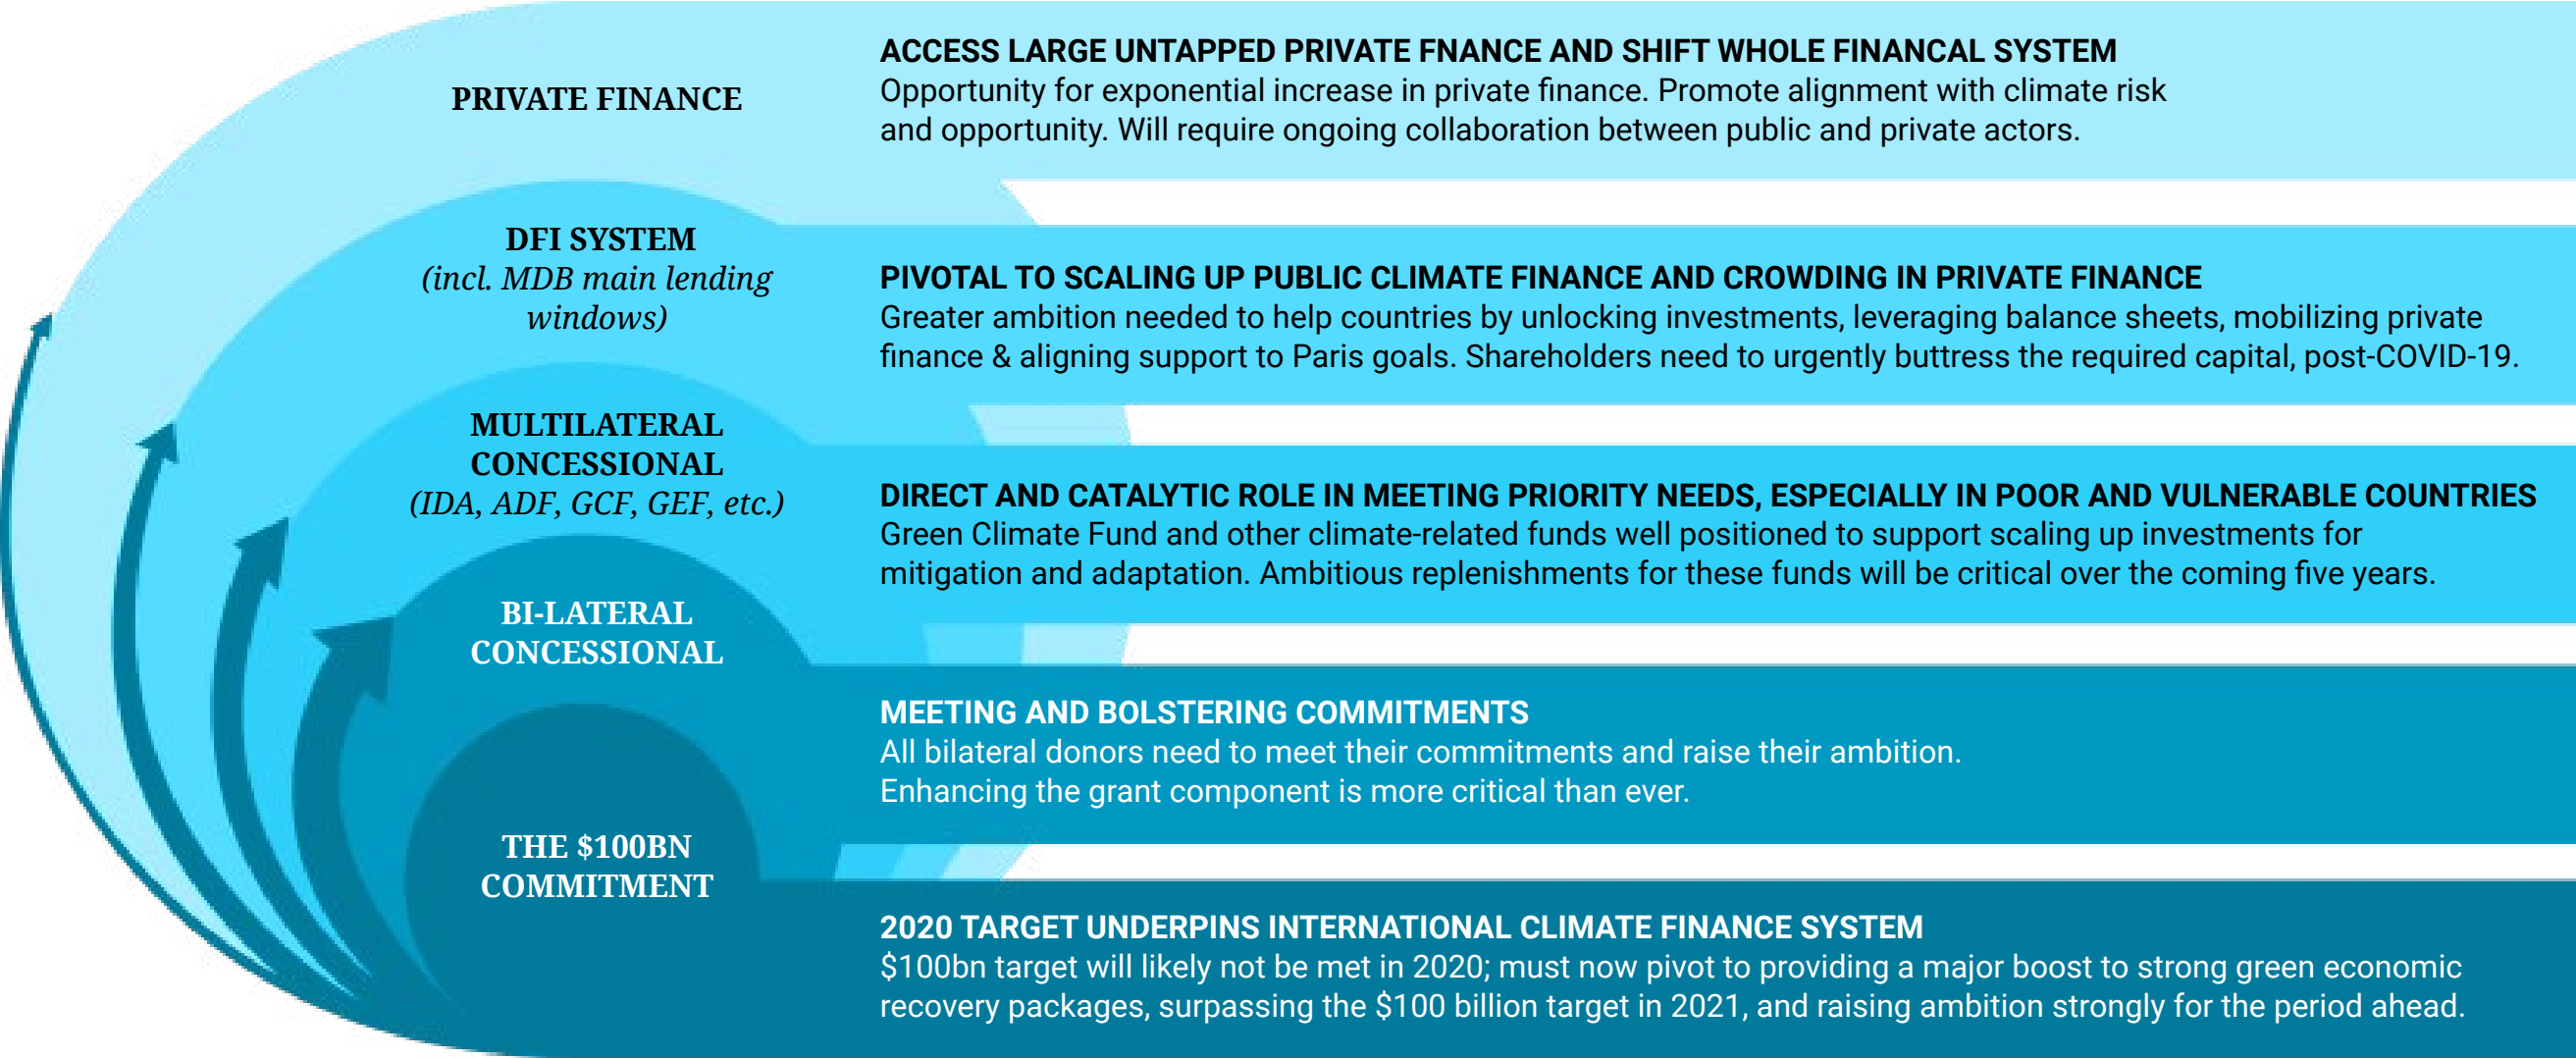 PRIVATE FINANCE
ACCESS LARGE UNTAPPED PRIVATE FNANCE AND SHIFT WHOLE FINANCAL SYSTEM
Opportunity for exponential increase in private finance. Promote alignment with climate risk
and opportunity. Will require ongoing collaboration between public and private actors.
DFI SYSTEM
(incl. MDB main lending
windows)
PIVOTAL TO SCALING UP PUBLIC CLIMATE FINANCE AND CROWDING IN PRIVATE FINANCE
Greater ambition needed to help countries by unlocking investments, leveraging balance sheets, mobilizing private
finance & aligning support to Paris goals. Shareholders need to urgently buttress the required capital, post-COVID-19.
MULTILATERAL
CONCESSIONAL
(IDA, ADF, GCF, GEF, etc.)
DIRECT AND CATALYTIC ROLE IN MEETING PRIORITY NEEDS, ESPECIALLY IN POOR AND VULNERABLE COUNTRIES
Green Climate Fund and other climate-related funds well positioned to support scaling up investments for
mitigation and adaptation. Ambitious replenishments for these funds will be critical over the coming five years.
BI-LATERAL
CONCESSIONAL
MEETING AND BOLSTERING COMMITMENTS
All bilateral donors need to meet their commitments and raise their ambition.
Enhancing the grant component is more critical than ever.
THE $100BN
COMMITMENT
2020 TARGET UNDERPINS INTERNATIONAL CLIMATE FINANCE SYSTEM
$100bn target will likely not be met in 2020; must now pivot to providing a major boost to strong green economic
recovery packages, surpassing the $100 billion target in 2021, and raising ambition strongly for the period ahead.